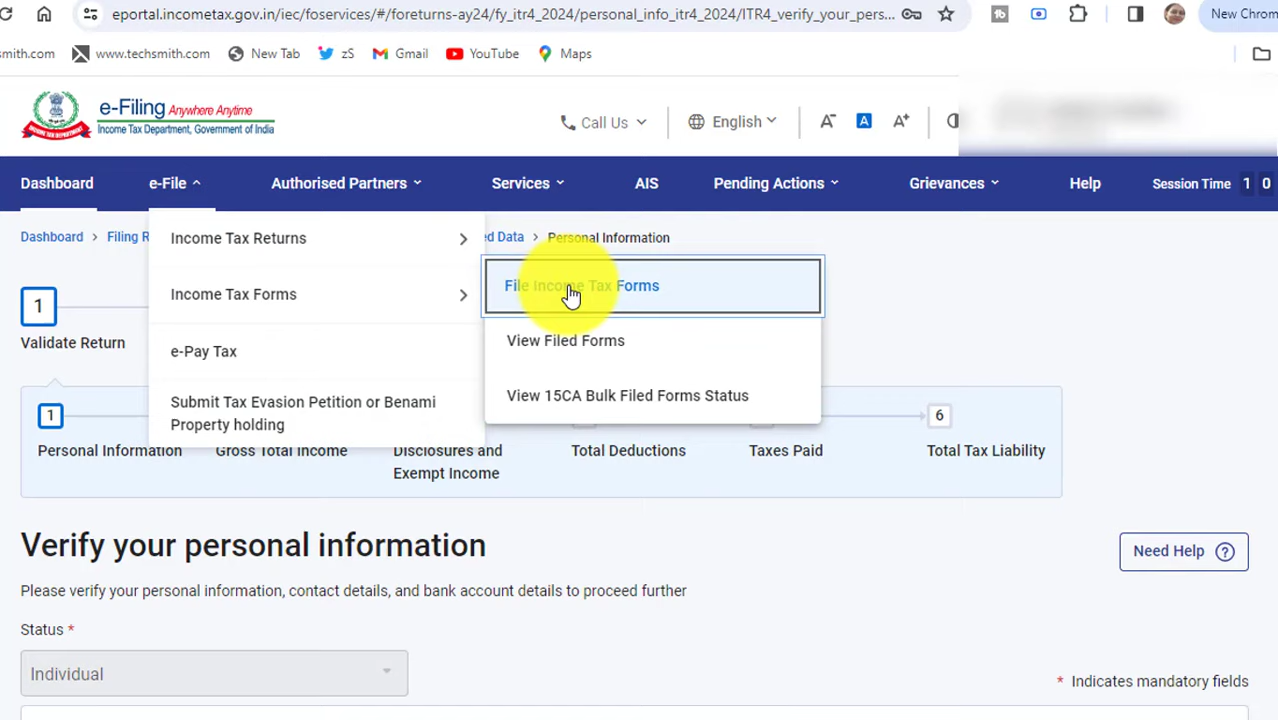 eportal.incometax.gov.in/iec/foservices/#/foreturns-ay24/fy_itr4_2024/personal_info_itr4_2024/ITR4_verify_your_pers...
New Chrom
smith.com www.techsmith.com New Tab zS Gmail YouTube Maps
e-Filing Anywhere Anytime
Income Tax Department, Government of India
Call Us English A- A A+
Dashboard e-File Authorised Partners Services AIS Pending Actions Grievances Help Session Time 1 0
Dashboard > Filing R ed Data > Personal Information
Income Tax Returns
File Income Tax Forms
Income Tax Forms
1
View Filed Forms
Validate Return
e-Pay Tax
View 15CA Bulk Filed Forms Status
Submit Tax Evasion Petition or Benami
Property holding
1 6
Personal Information Gross Total Income Disclosures and Exempt Income Total Deductions Taxes Paid Total Tax Liability
Verify your personal information
Need Help ?
Please verify your personal information, contact details, and bank account details to proceed further
Status *
Individual
* Indicates mandatory fields